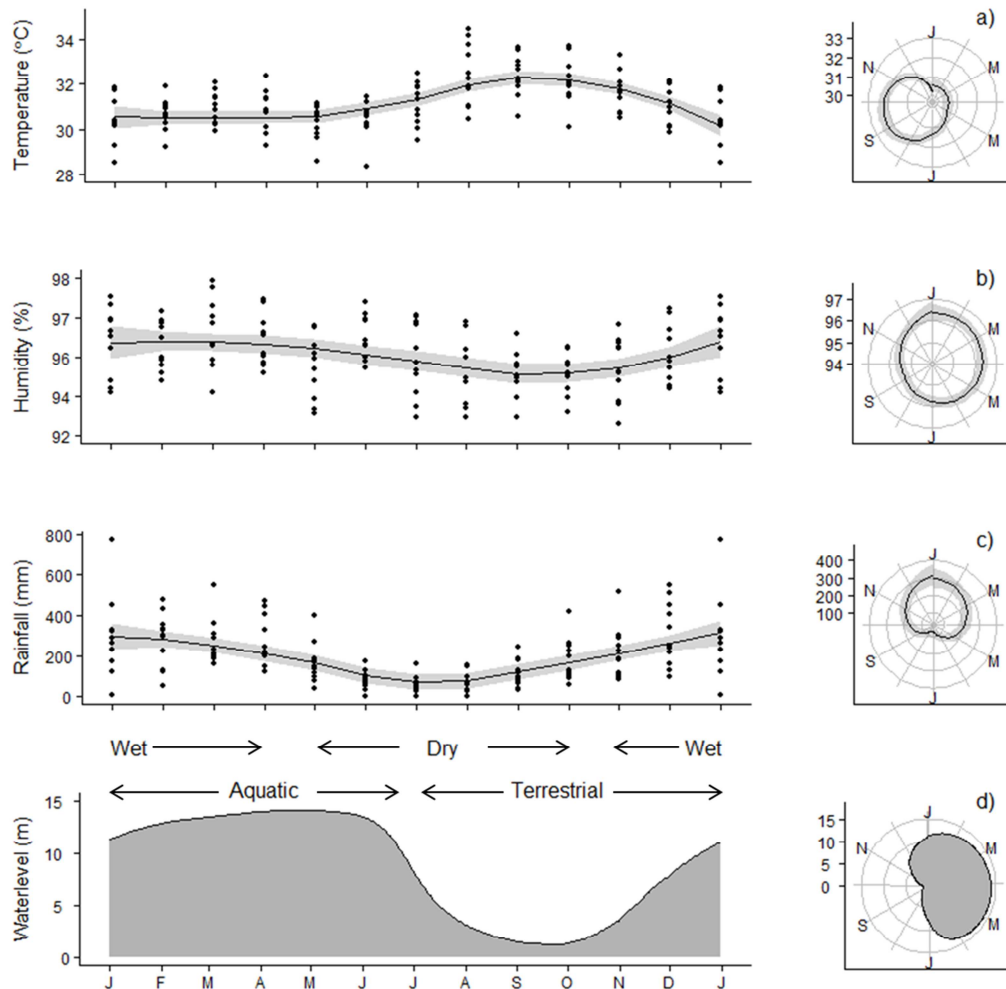 a)
Temperature (°C)
34
32
30
28
33
32
31
30
J
M
M
J
S
N
b)
Humidity (%)
98
97
96
94
92
97
96
95
94
J
M
M
J
S
N
c)
Rainfall (mm)
800
600
400
200
0
400
300
200
100
J
M
M
J
S
N
Wet Dry Wet
Aquatic Terrestrial
d)
Waterlevel (m)
15
10
5
0
J F M A M J J A S O N D J
15
10
5
0
J
M
M
J
S
N